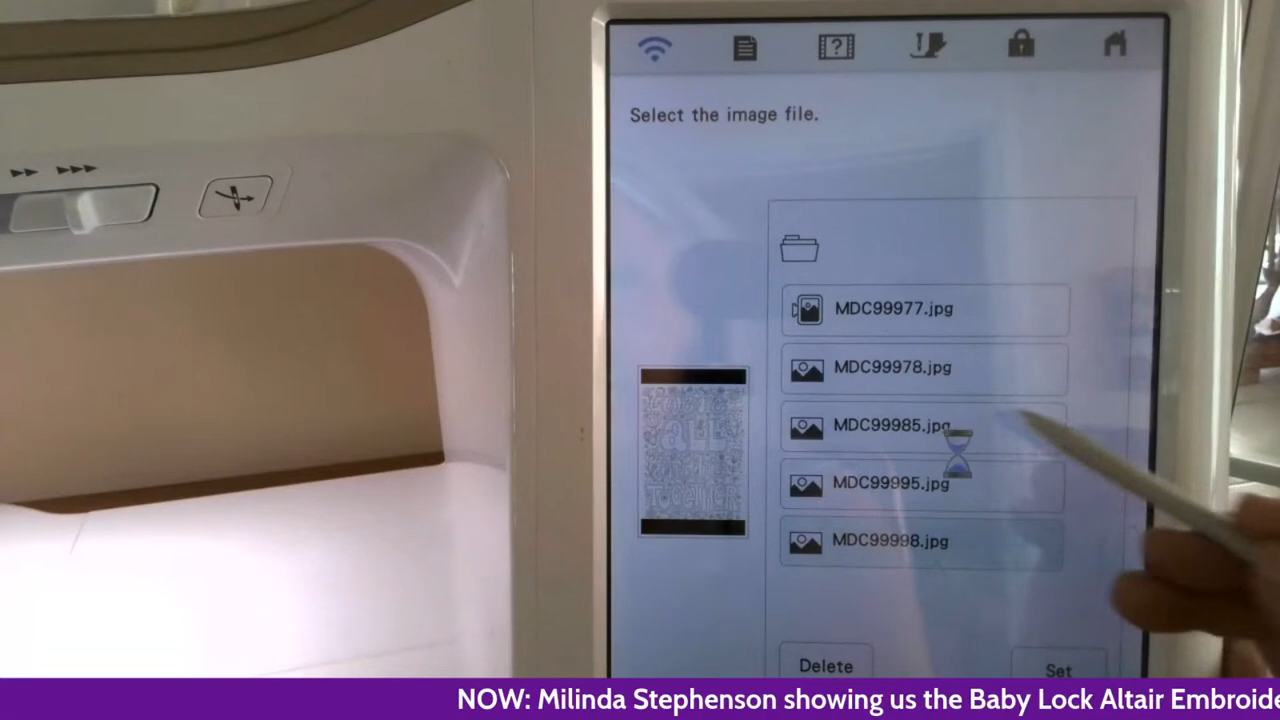 Select the image file.
MDC99977.jpg
MDC99978.jpg
MDC99985.jpg
MDC99995.jpg
MDC99998.jpg
TOGETHER
Delete
Set
NOW: Milinda Stephenson showing us the Baby Lock Altair Embroide